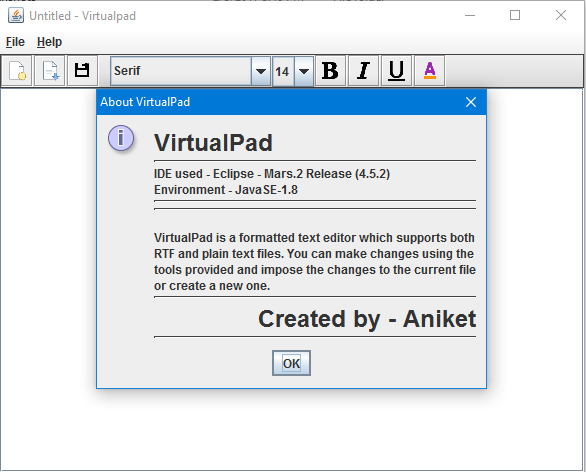 Untitled - Virtualpad
File Help
Serif 14 B I U A
About VirtualPad
i
VirtualPad
IDE used - Eclipse - Mars.2 Release (4.5.2)
Environment - JavaSE-1.8
VirtualPad is a formatted text editor which supports both
RTF and plain text files. You can make changes using the
tools provided and impose the changes to the current file
or create a new one.
Created by - Aniket
OK